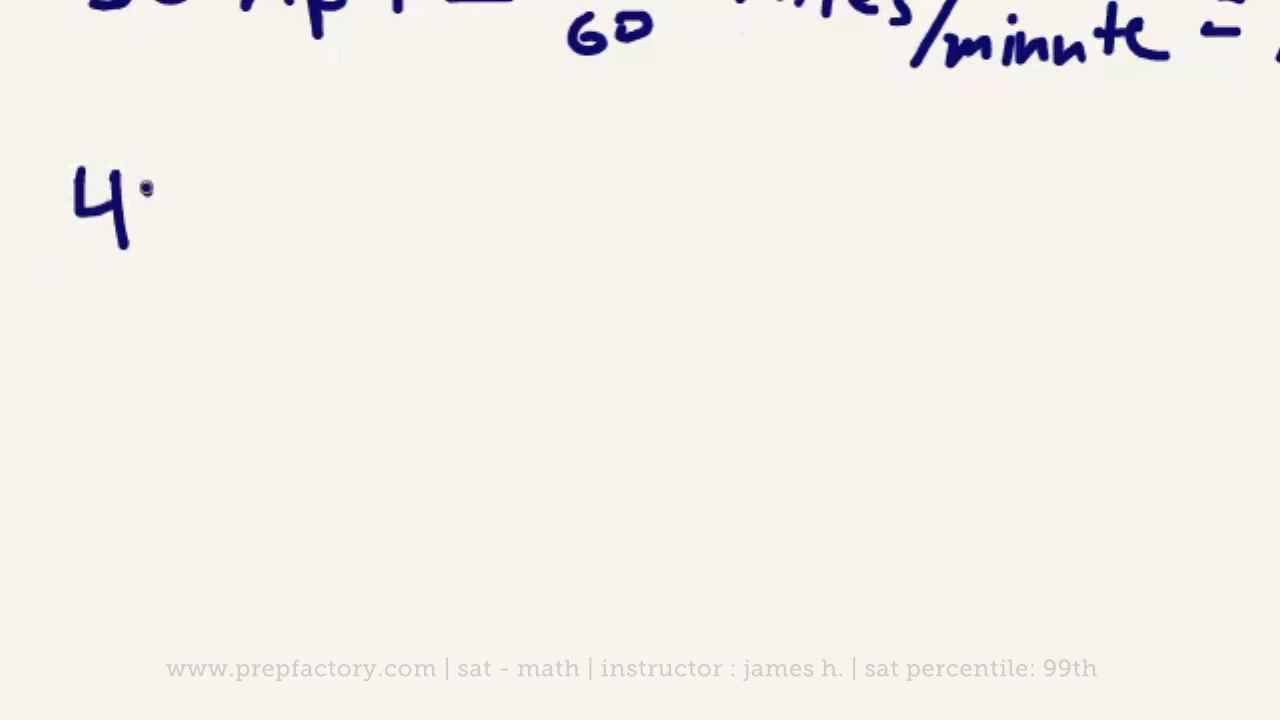 60 /minute =
4
www.prepfactory.com | sat - math | instructor : james h. | sat percentile: 99th